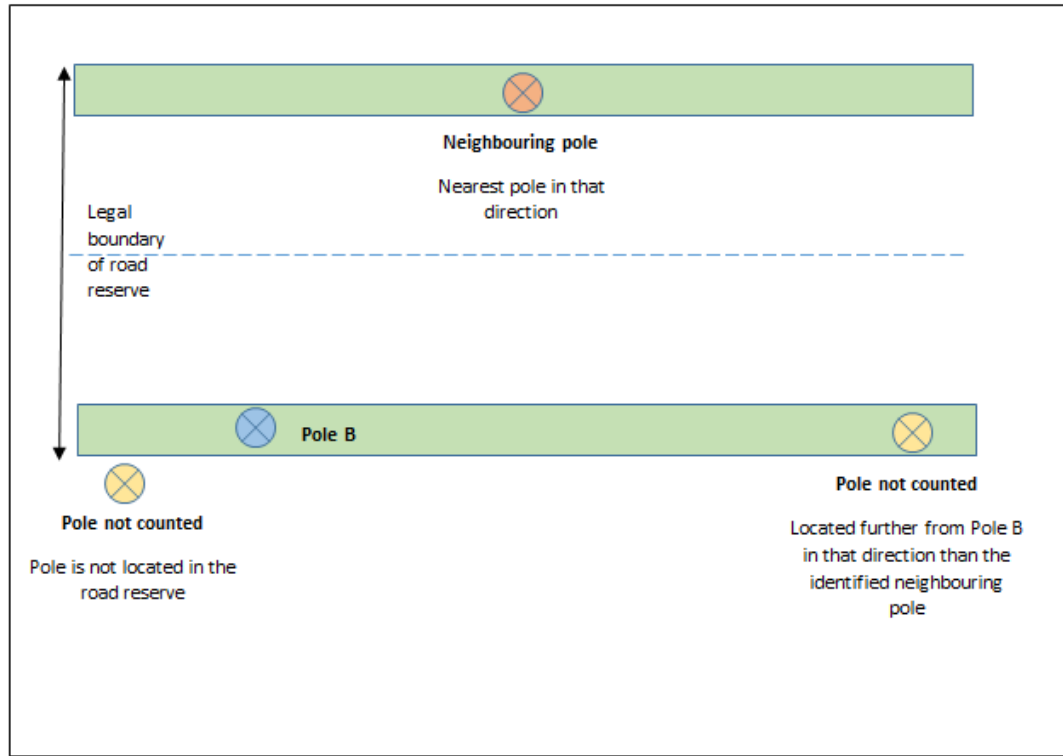 Neighbouring pole
Nearest pole in that
direction
Legal
boundary
of road
reserve
Pole B
Pole not counted
Pole is not located in the
road reserve
Pole not counted
Located further from Pole B
in that direction than the
identified neighbouring
pole